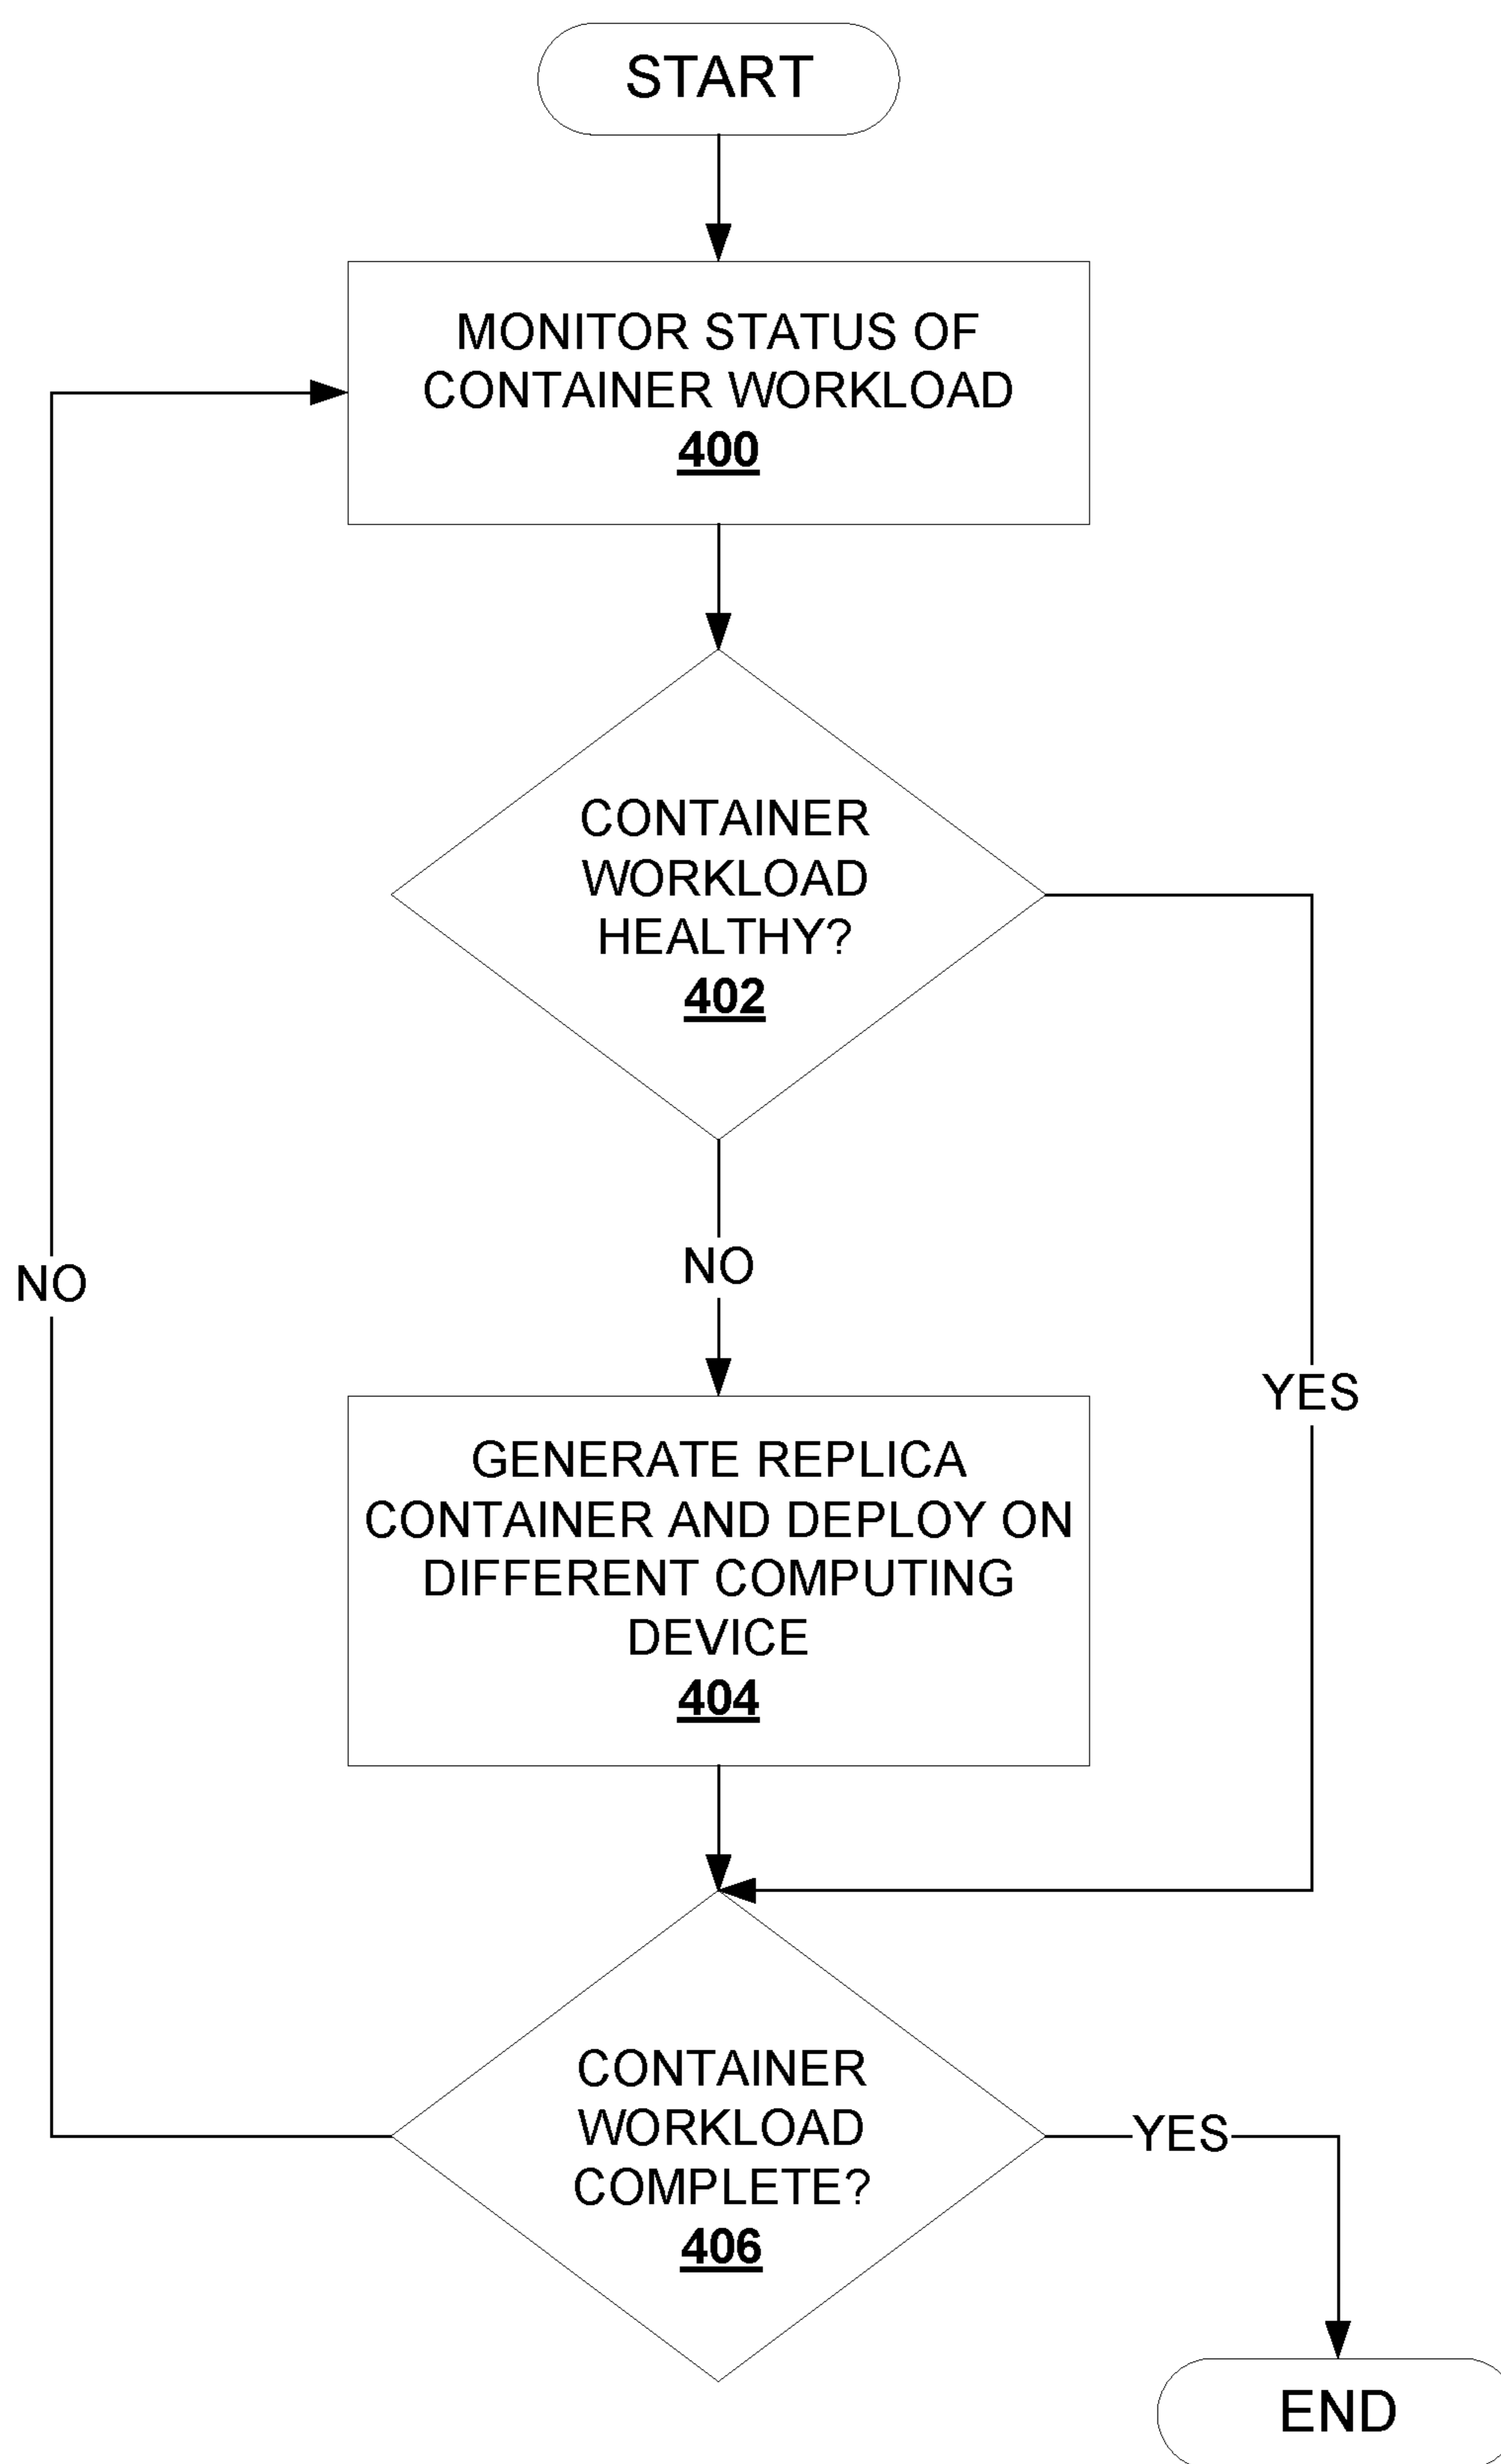 START
MONITOR STATUS OF
CONTAINER WORKLOAD
400
CONTAINER
WORKLOAD
HEALTHY?
402
NO
NO
YES
GENERATE REPLICA
CONTAINER AND DEPLOY ON
DIFFERENT COMPUTING
DEVICE
404
CONTAINER
WORKLOAD
COMPLETE?
406
YES
END